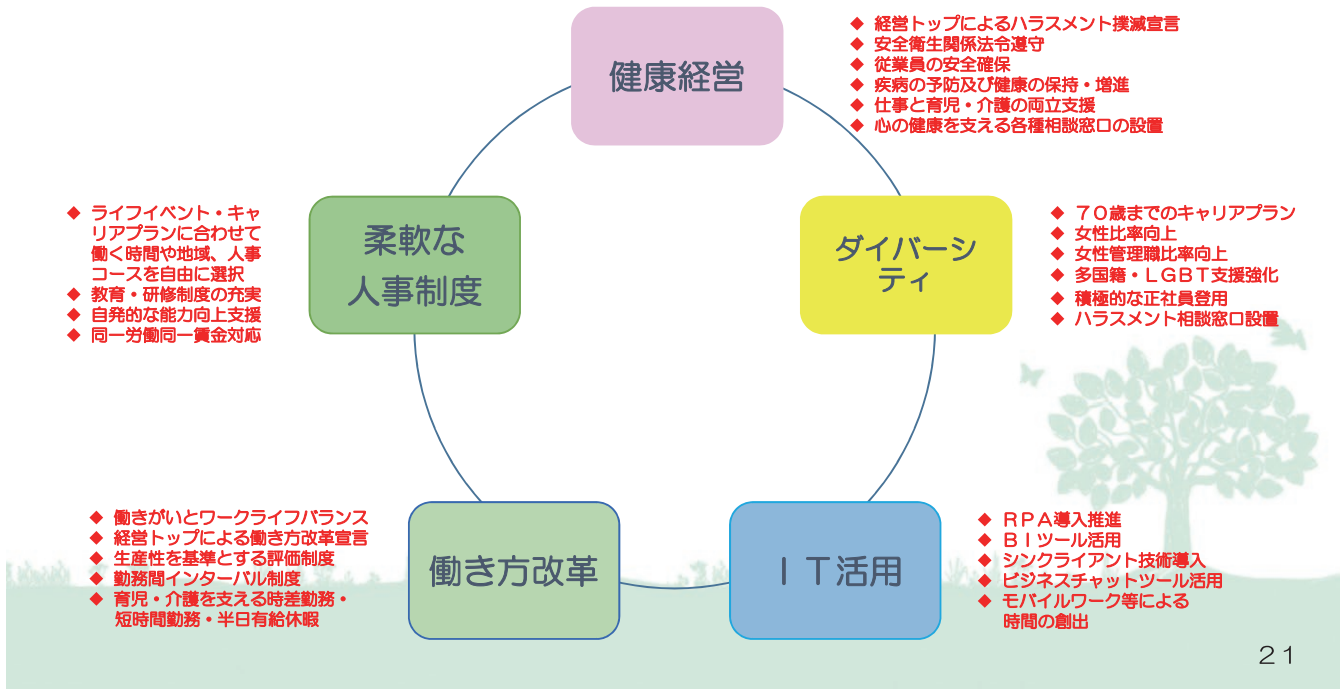 健康経営
◆ 経営トップによるハラスメント撲滅宣言
◆ 安全衛生関係法令遵守
◆ 従業員の安全確保
◆ 疾病の予防及び健康の保持・増進
◆ 仕事と育児・介護の両立支援
◆ 心の健康を支える各種相談窓口の設置
ダイバーシ
ティ
◆ 70歳までのキャリアプラン
◆ 女性比率向上
◆ 女性管理職比率向上
◆ 多国籍・LGBT支援強化
◆ 積極的な正社員登用
◆ ハラスメント相談窓口設置
IT活用
◆ RPA導入推進
◆ BIツール活用
◆ シンクライアント技術導入
◆ ビジネスチャットツール活用
◆ モバイルワーク等による
時間の創出
働き方改革
◆ 働きがいとワークライフバランス
◆ 経営トップによる働き方改革宣言
◆ 生産性を基準とする評価制度
◆ 勤務間インターバル制度
◆ 育児・介護を支える時差勤務・
短時間勤務・半日有給休暇
柔軟な
人事制度
◆ ライフイベント・キャ
リアプランに合わせて
働く時間や地域、人事
コースを自由に選択
◆ 教育・研修制度の充実
◆ 自発的な能力向上支援
◆ 同一労働同一賃金対応
21